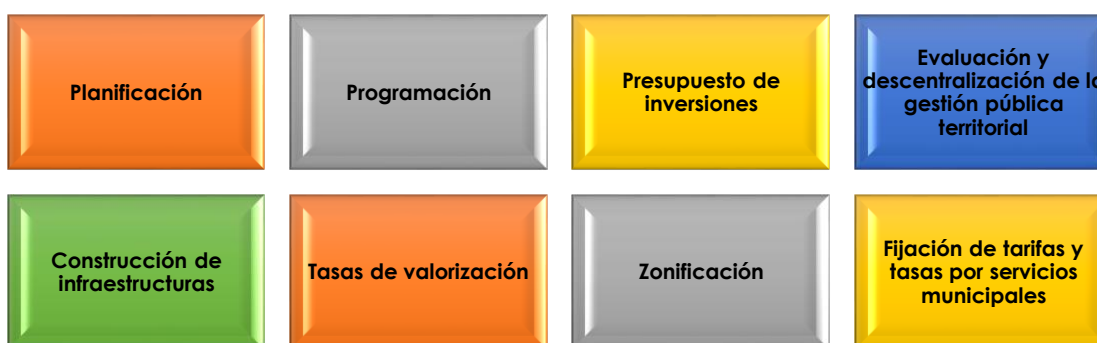 Planificación
Programación
Presupuesto de
inversiones
Evaluación y
descentralización de la
gestión pública
territorial
Construcción de
infraestructuras
Tasas de valorización
Zonificación
Fijación de tarifas y
tasas por servicios
municipales